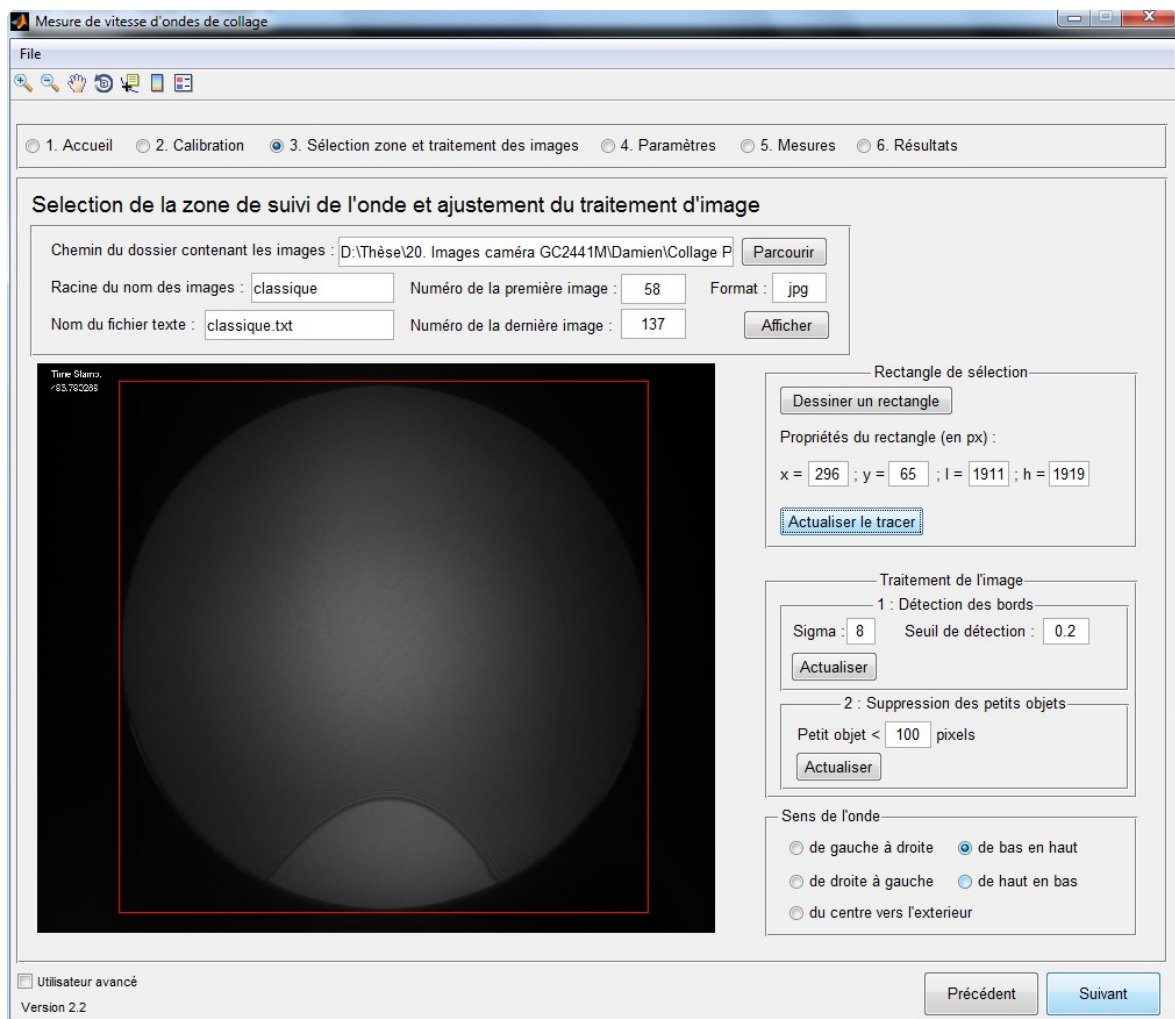 Mesure de vitesse d'ondes de collage
File
1. Accueil 2. Calibration 3. Sélection zone et traitement des images 4. Paramètres 5. Mesures 6. Résultats
Selection de la zone de suivi de l'onde et ajustement du traitement d'image
Chemin du dossier contenant les images : D:\Thèse\20. Images caméra GC2441M\Damien\Collage P Parcourir
Racine du nom des images : classique Numéro de la première image : 58 Format : jpg
Nom du fichier texte : classique.txt Numéro de la dernière image : 137 Afficher
Time Stamp.
Rectangle de sélection
Dessiner un rectangle
Propriétés du rectangle (en px) :
x = 296 ; y = 65 ; l = 1911 ; h = 1919
Actualiser le tracer
Traitement de l'image
1 : Détection des bords
Sigma : 8 Seuil de détection : 0.2
Actualiser
2 : Suppression des petits objets
Petit objet < 100 pixels
Actualiser
Sens de l'onde
de gauche à droite de bas en haut
de droite à gauche de haut en bas
du centre vers l'exterieur
Utilisateur avancé
Version 2.2
Précédent Suivant